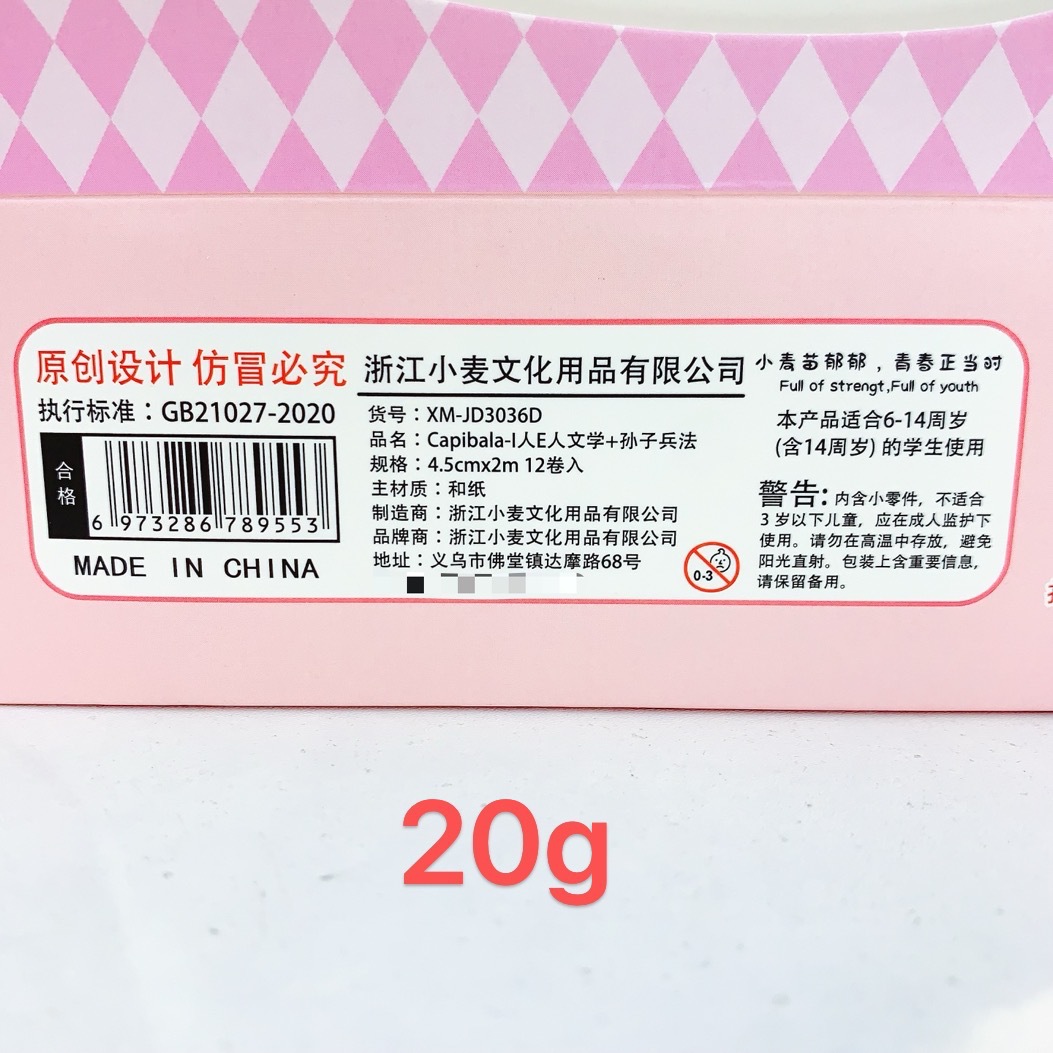 原创设计 仿冒必究
执行标准：GB21027-2020
合格
6 973286 789553
MADE IN CHINA
浙江小麦文化用品有限公司
货号：XM-JD3036D
品名：Capibala-I人E人文学+孙子兵法
规格：4.5cmx2m 12卷入
主材质：和纸
制造商：浙江小麦文化用品有限公司
品牌商：浙江小麦文化用品有限公司
地址：义乌市佛堂镇达摩路68号
0-3
小麦苗郁郁，青春正当时
Full of strengt,Full of youth
本产品适合6-14周岁
(含14周岁) 的学生使用
警告：内含小零件，不适合
3岁以下儿童，应在成人监护下
使用。请勿在高温中存放，避免
阳光直射。包装上含重要信息，
请保留备用。
20g